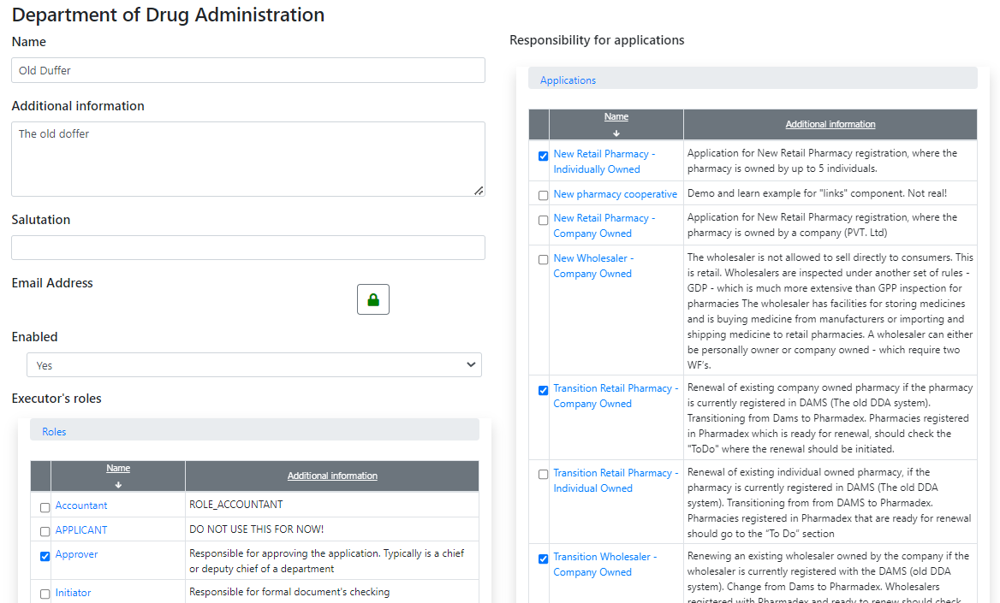 Department of Drug Administration
Name
Old Duffer
Additional information
The old doffer
Salutation
Email Address
Enabled
Yes
Executor's roles
Roles
Name
Additional information
Accountant
ROLE_ACCOUNTANT
APPLICANT
DO NOT USE THIS FOR NOW!
Approver
Responsible for approving the application. Typically is a chief
or deputy chief of a department
Initiator
Responsible for formal document's checking
Responsibility for applications
Applications
Name
Additional information
New Retail Pharmacy -
Individually Owned
Application for New Retail Pharmacy registration, where the
pharmacy is owned by up to 5 individuals.
New pharmacy cooperative
Demo and learn example for "links" component. Not real!
New Retail Pharmacy -
Company Owned
Application for New Retail Pharmacy registration, where the
pharmacy is owned by a company (PVT. Ltd)
New Wholesaler -
Company Owned
The wholesaler is not allowed to sell directly to consumers. This
is retail. Wholesalers are inspected under another set of rules -
GDP - which is much more extensive than GPP inspection for
pharmacies The wholesaler has facilities for storing medicines
and is buying medicine from manufacturers or importing and
shipping medicine to retail pharmacies. A wholesaler can either
be personally owner or company owned - which require two
WF's.
Transition Retail Pharmacy -
Company Owned
Renewal of existing company owned pharmacy if the pharmacy
is currently registered in DAMS (The old DDA system).
Transitioning from Dams to Pharmadex. Pharmacies registered
in Pharmadex which is ready for renewal, should check the
"ToDo" where the renewal should be initiated.
Transition Retail Pharmacy -
Individual Owned
Renewal of existing individual owned pharmacy, if the
pharmacy is currently registered in DAMS (The old DDA
system). Transitioning from from DAMS to Pharmadex.
Pharmacies registered in Pharmadex that are ready for renewal
should go to the "To Do" section
Transition Wholesaler -
Company Owned
Renewing an existing wholesaler owned by the company if the
wholesaler is currently registered with the DAMS (old DDA
system). Change from Dams to Pharmadex. Wholesalers
registered with Pharmadex and ready to renew should check